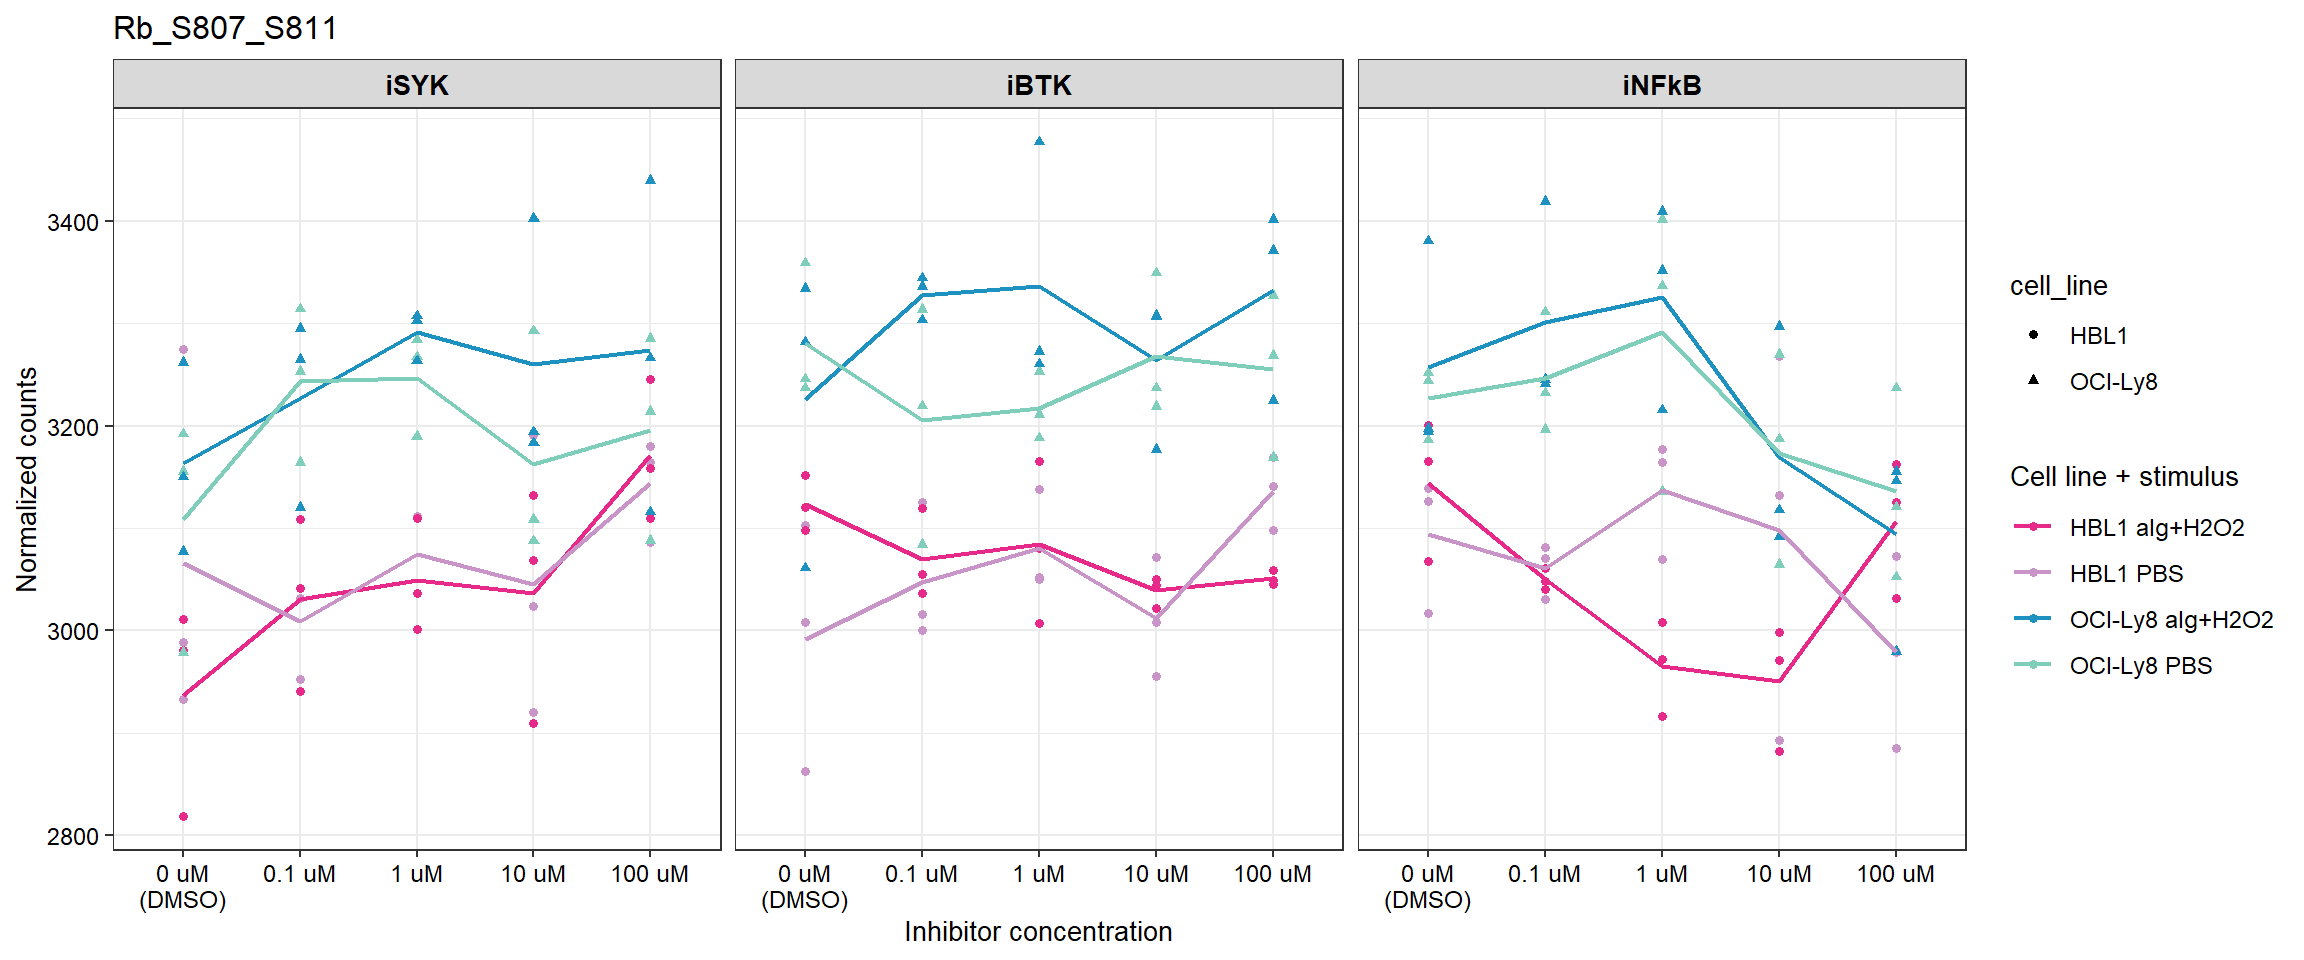 Rb_S807_S811
iSYK
iBTK
iNFkB
Normalized counts
3400
3200
3000
2800
0 uM
(DMSO)
0.1 uM
1 uM
10 uM
100 uM
0 uM
(DMSO)
0.1 uM
1 uM
10 uM
100 uM
0 uM
(DMSO)
0.1 uM
1 uM
10 uM
100 uM
Inhibitor concentration
cell_line
HBL1
OCI-Ly8
Cell line + stimulus
HBL1 aIg+H2O2
HBL1 PBS
OCI-Ly8 aIg+H2O2
OCI-Ly8 PBS